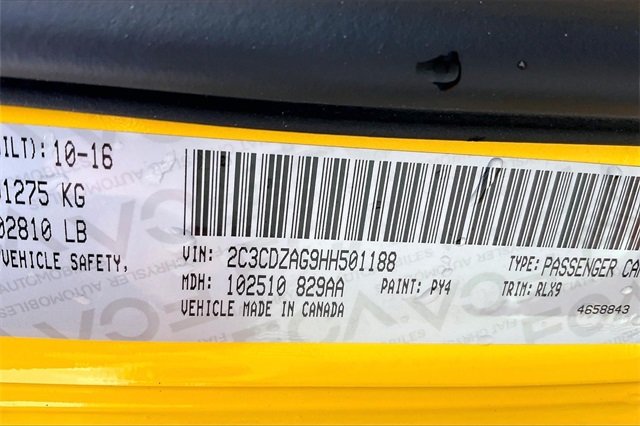 ILT): 10-16
1275 KG
02810 LB
VEHICLE SAFETY,
VIN: 2C3CDZAG9HH501188 TYPE: PASSENGER CA
MDH: 102510 829AA PAINT: PY4 TRIM: RLX9
VEHICLE MADE IN CANADA 4658843